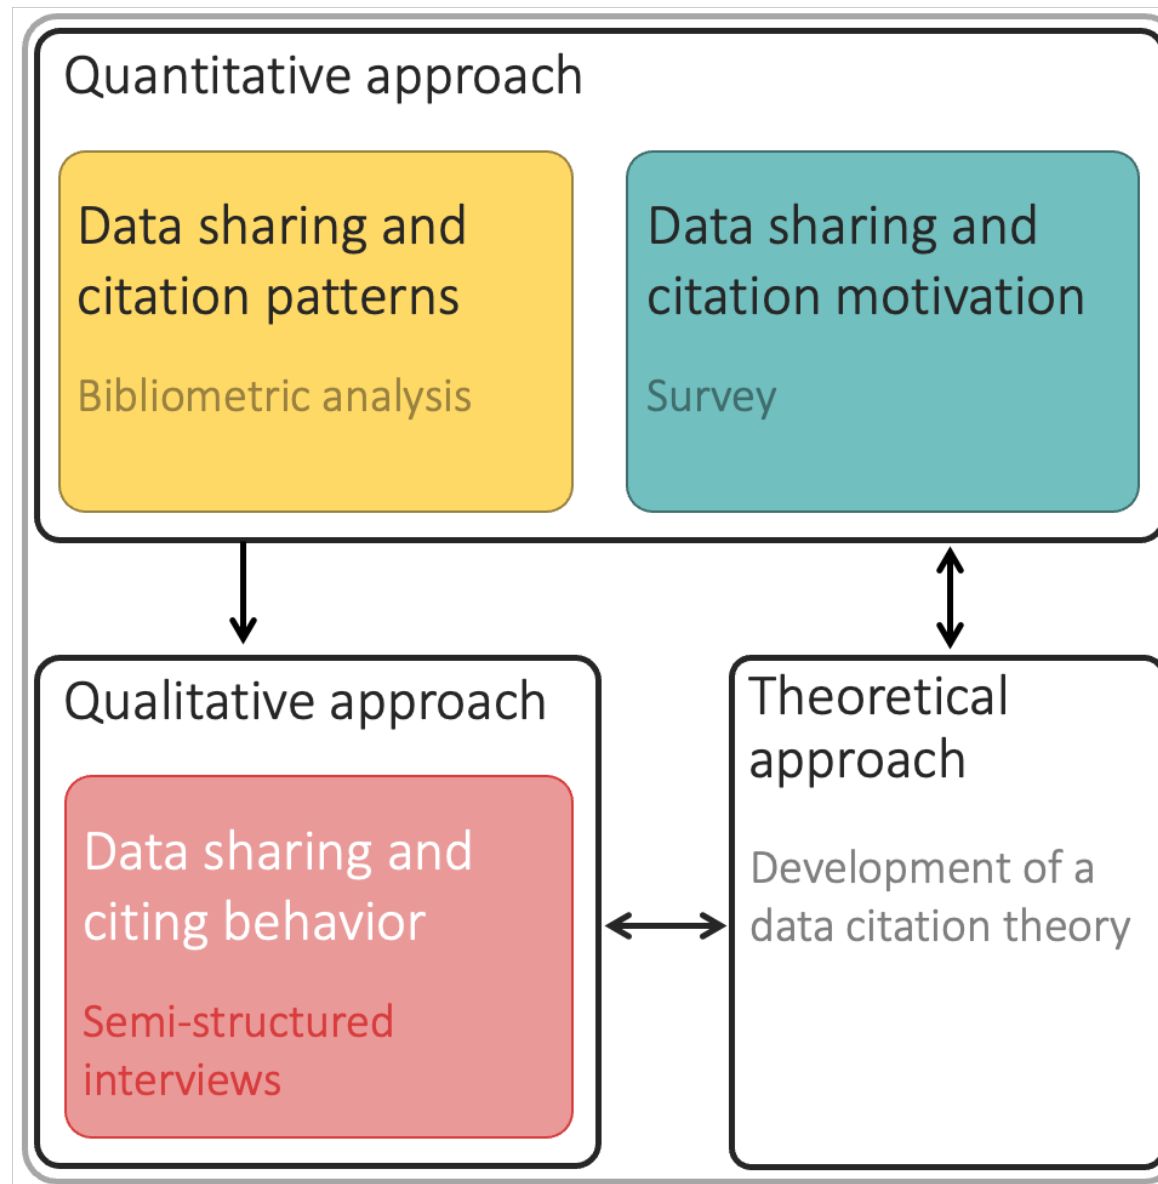 Quantitative approach
Data sharing and
citation patterns
Bibliometric analysis
Data sharing and
citation motivation
Survey
Qualitative approach
Data sharing and
citing behavior
Semi-structured
interviews
Theoretical
approach
Development of a
data citation theory